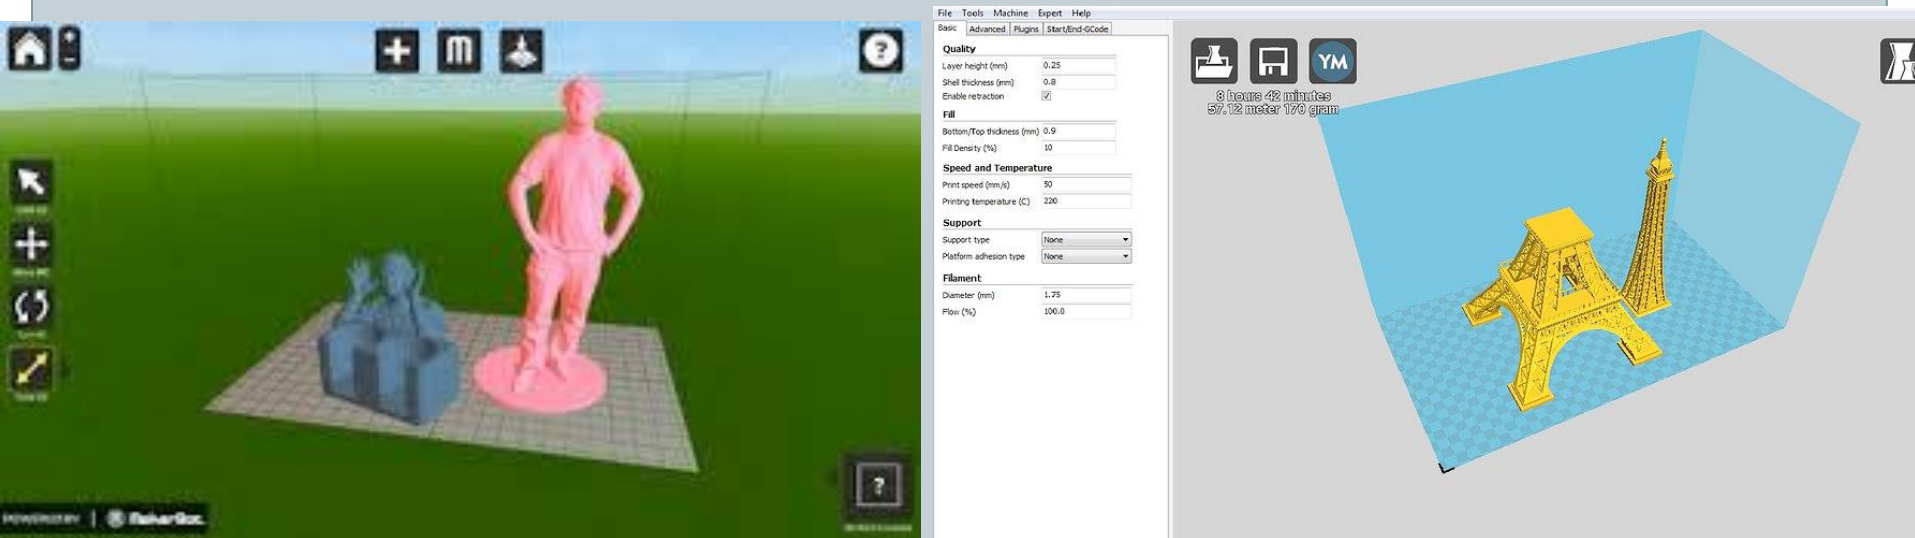 ?
?
MakerBot.
File Tools Machine Expert Help
Basic Advanced Plugins Start/End-GCode
Quality
Layer height (mm) 0.25
Shell thickness (mm) 0.8
Enable retraction
Fill
Bottom/Top thickness (mm) 0.9
Fill Density (%) 10
Speed and Temperature
Print speed (mm/s) 50
Printing temperature (C) 220
Support
Support type None
Platform adhesion type None
Filament
Diameter (mm) 1.75
Flow (%) 100.0
YM
8 hours 42 minutes
57.12 meter 170 gram